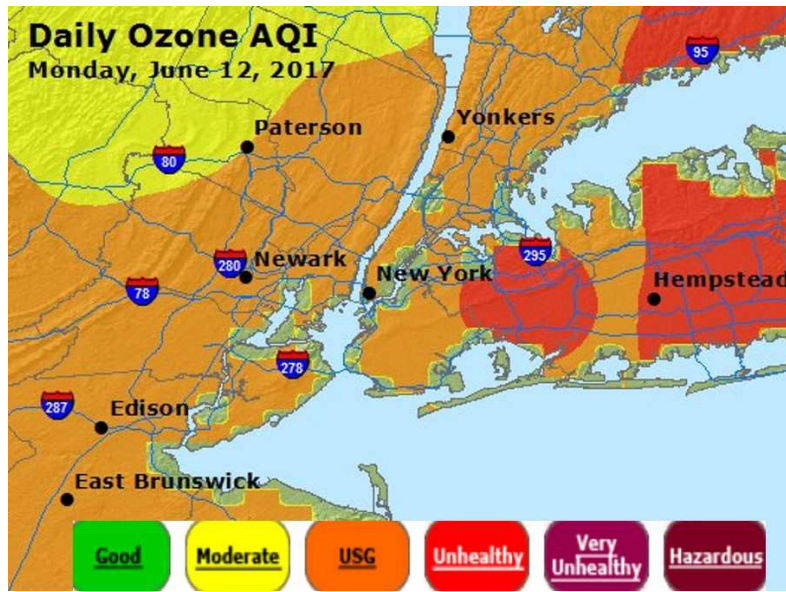 Daily Ozone AQI
Monday, June 12, 2017
95
Yonkers
Paterson
80
295
280
Newark
New York
Hempstead
78
278
287
Edison
East Brunswick
Good
Moderate
USG
Unhealthy
Very
Unhealthy
Hazardous